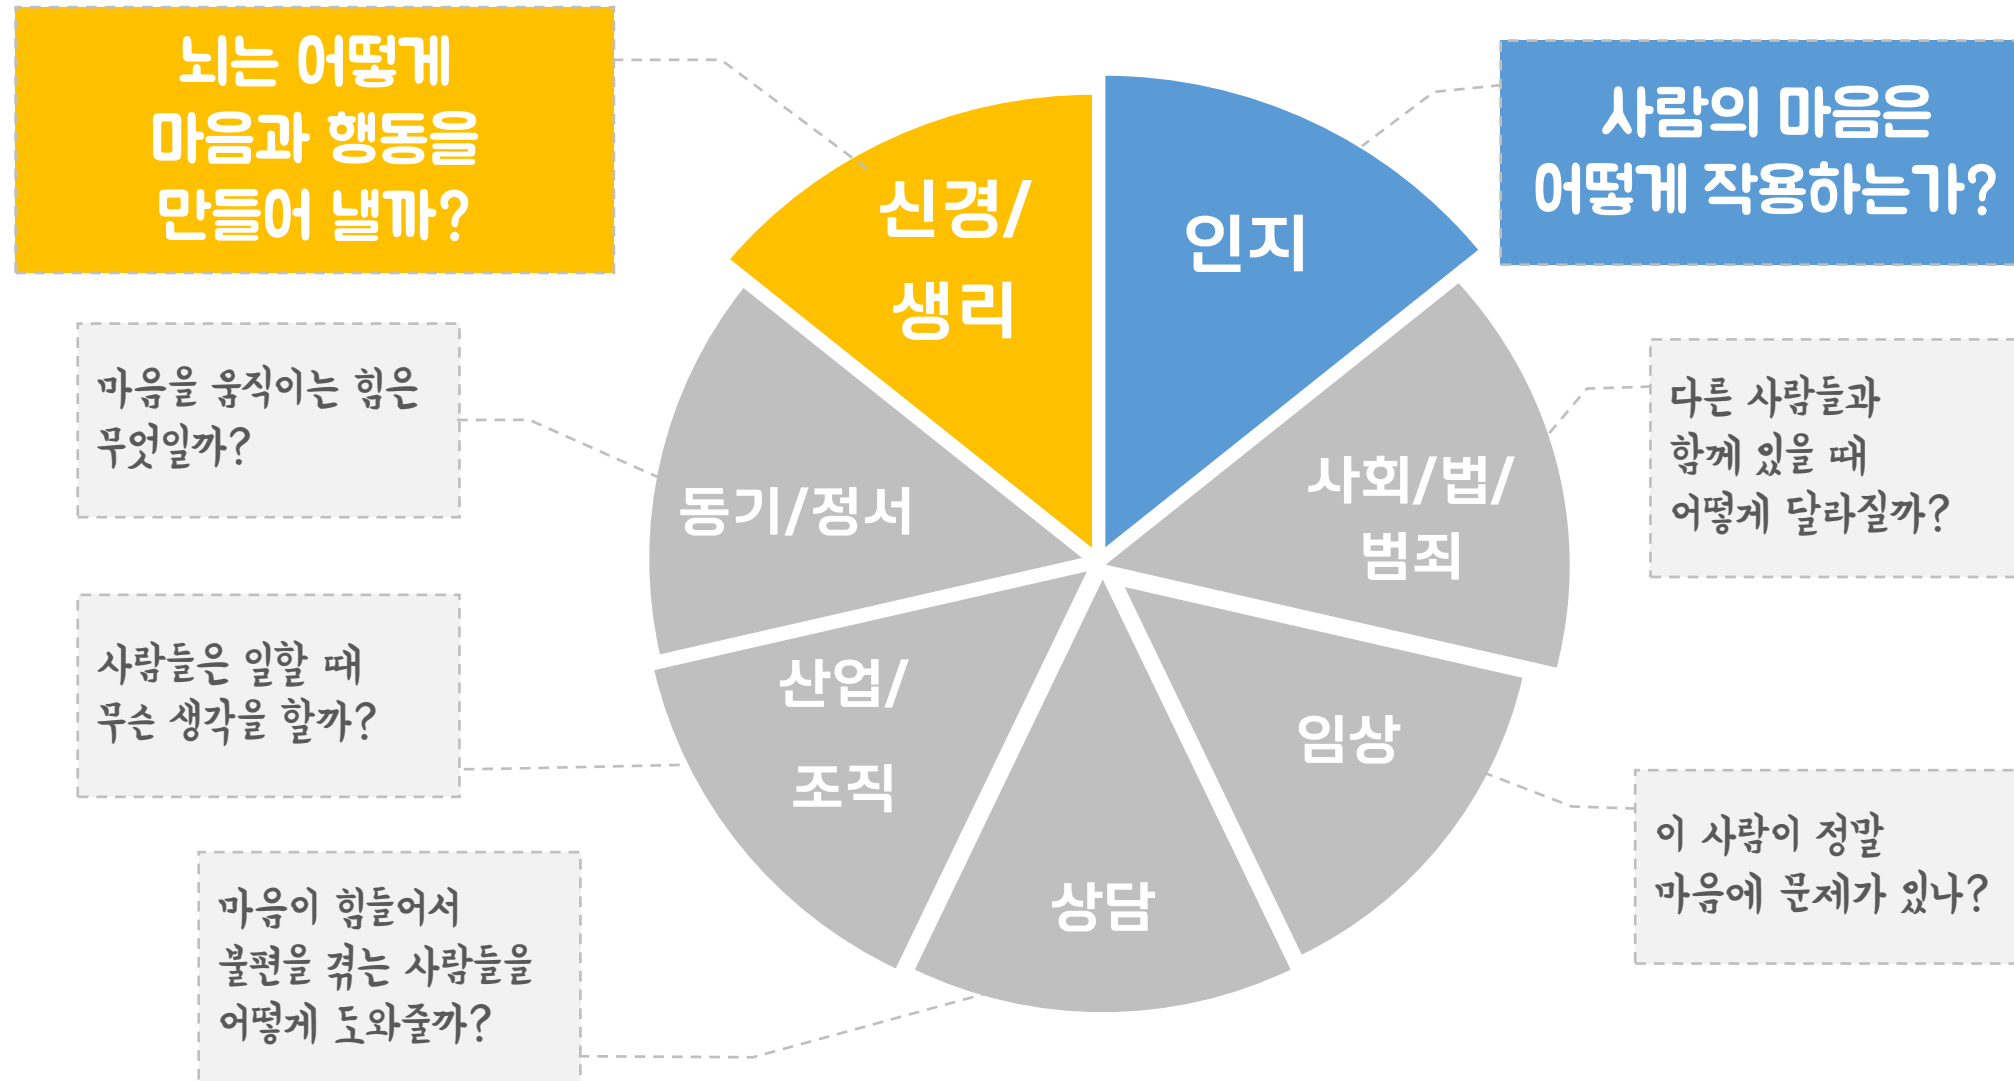 뇌는 어떻게
마음과 행동을
만들어 낼까?
사람의 마음은
어떻게 작용하는가?
신경/
생리
인지
마음을 움직이는 힘은
무엇일까?
동기/정서
사회/법/
범죄
다른 사람들과
함께 있을 때
어떻게 달라질까?
사람들은 일할 때
무슨 생각을 할까?
산업/
조직
임상
이 사람이 정말
마음에 문제가 있나?
상담
마음이 힘들어서
불편을 겪는 사람들을
어떻게 도와줄까?